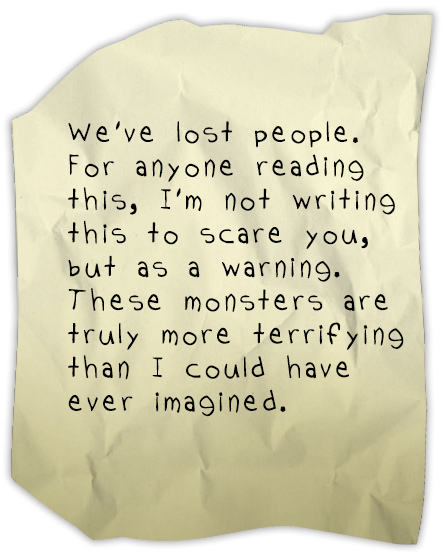 We've lost people.
For anyone reading
this, I'm not writing
this to scare you,
but as a warning.
These monsters are
truly more terrifying
than I could have
ever imagined.